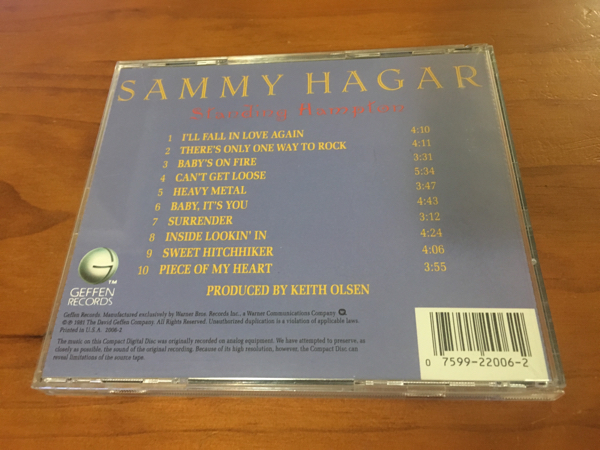 SAMMY HAGAR
Standing Hampton
1 I'LL FALL IN LOVE AGAIN 4:10
2 THERE'S ONLY ONE WAY TO ROCK 4:11
3 BABY'S ON FIRE 3:31
4 CAN'T GET LOOSE 5:34
5 HEAVY METAL 3:47
6 BABY, IT'S YOU 4:43
7 SURRENDER 3:12
8 INSIDE LOOKIN' IN 4:24
9 SWEET HITCHHIKER 4:06
10 PIECE OF MY HEART 3:55
PRODUCED BY KEITH OLSEN
G TM
GEFFEN
RECORDS
Geffen Records. Manufactured exclusively by Warner Bros. Records Inc., a Warner Communications Company.
©℗ 1981 The David Geffen Company. All Rights Reserved. Unauthorized duplication is a violation of applicable laws.
Printed in U.S.A. 2006-2
The music on this Compact Digital Disc was originally recorded on analog equipment. We have attempted to preserve, as
closely as possible, the sound of the original recording. Because of its high resolution, however, the Compact Disc can
reveal limitations of the source tape.
0 7599-22006-2